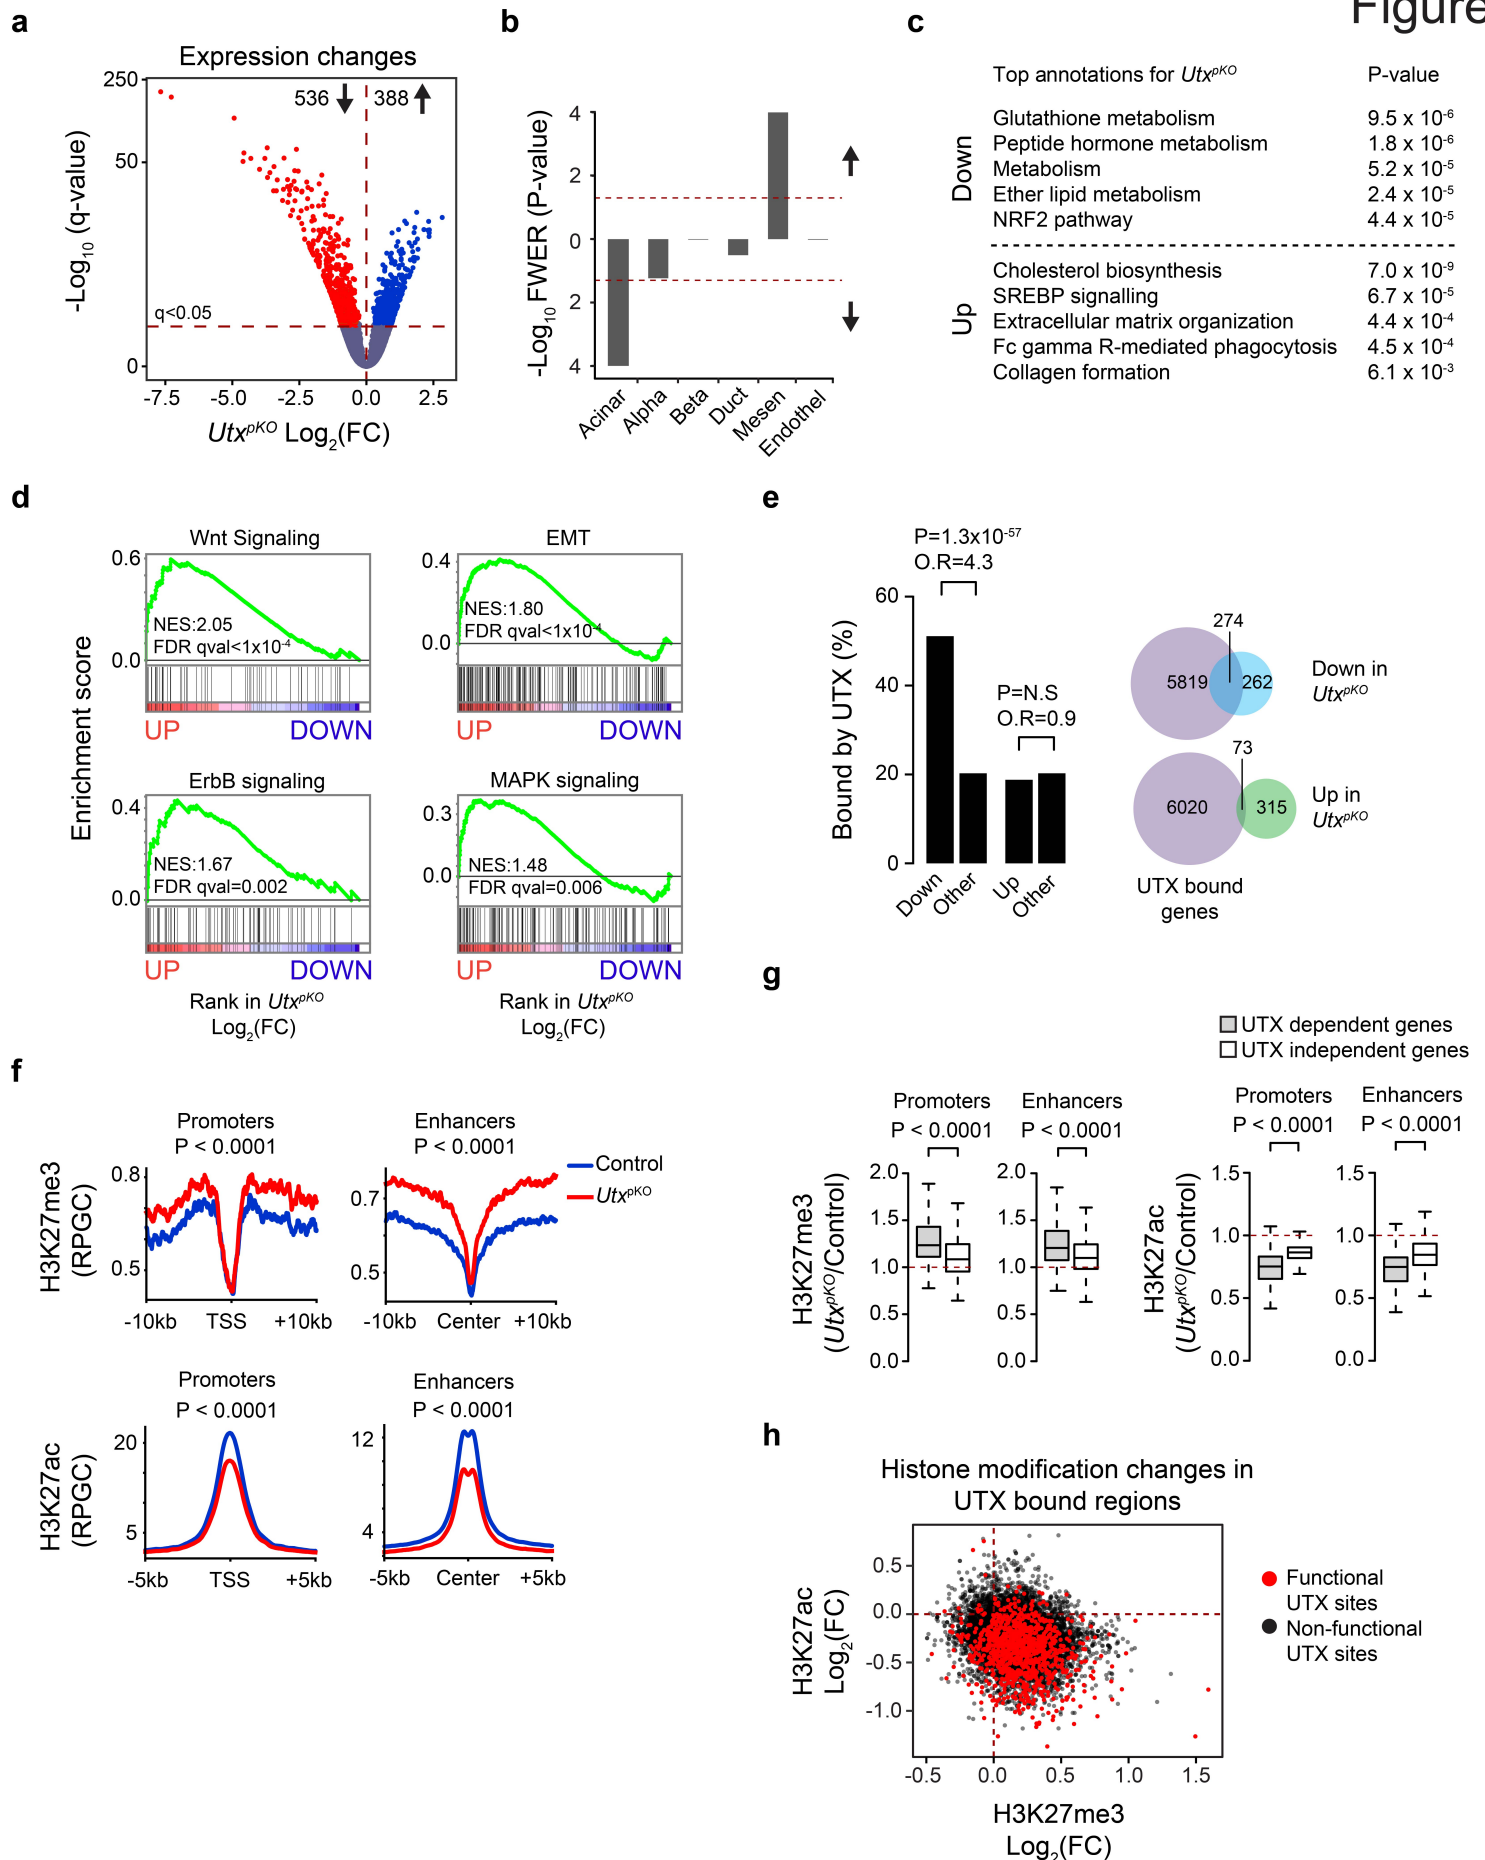 Figure
a
Expression changes
536
388
250
50
0
q<0.05
-Log10 (q-value)
-7.5 -5.0 -2.5 0.0 2.5
UtxpKO Log2(FC)
b
-Log10 FWER (P-value)
4
2
0
2
4
Acinar
Alpha
Beta
Duct
Mesen
Endothel
c
Top annotations for UtxpKO P-value
Down
Glutathione metabolism 9.5 x 10-6
Peptide hormone metabolism 1.8 x 10-6
Metabolism 5.2 x 10-5
Ether lipid metabolism 2.4 x 10-5
NRF2 pathway 4.4 x 10-5
Up
Cholesterol biosynthesis 7.0 x 10-9
SREBP signalling 6.7 x 10-5
Extracellular matrix organization 4.4 x 10-4
Fc gamma R-mediated phagocytosis 4.5 x 10-4
Collagen formation 6.1 x 10-3
d
Enrichment score
Wnt Signaling
0.6
0.0
NES:2.05
FDR qval<1x10-4
UP DOWN
EMT
0.4
0.0
NES:1.80
FDR qval<1x10-4
UP DOWN
ErbB signaling
0.4
0.0
NES:1.67
FDR qval=0.002
UP DOWN
Rank in UtxpKO
Log2(FC)
MAPK signaling
0.3
0.0
NES:1.48
FDR qval=0.006
UP DOWN
Rank in UtxpKO
Log2(FC)
e
P=1.3x10-57
O.R=4.3
P=N.S
O.R=0.9
Bound by UTX (%)
60
40
20
0
Down
Other
Up
Other
274
5819
262
Down in
UtxpKO
73
6020
315
Up in
UtxpKO
UTX bound
genes
f
Promoters
P < 0.0001
H3K27me3
(RPGC)
0.8
0.5
-10kb TSS +10kb
Enhancers
P < 0.0001
0.7
0.5
-10kb Center +10kb
Control
UtxpKO
Promoters
P < 0.0001
H3K27ac
(RPGC)
20
5
-5kb TSS +5kb
Enhancers
P < 0.0001
12
4
-5kb Center +5kb
g
UTX dependent genes
UTX independent genes
Promoters
P < 0.0001
H3K27me3
(UtxpKO/Control)
2.0
1.5
1.0
0.5
0.0
Enhancers
P < 0.0001
2.0
1.5
1.0
0.5
0.0
Promoters
P < 0.0001
H3K27ac
(UtxpKO/Control)
1.5
1.0
0.5
0.0
Enhancers
P < 0.0001
1.5
1.0
0.5
0.0
h
Histone modification changes in
UTX bound regions
H3K27ac
Log2(FC)
0.5
0.0
-0.5
-1.0
-0.5 0.0 0.5 1.0 1.5
H3K27me3
Log2(FC)
Functional
UTX sites
Non-functional
UTX sites